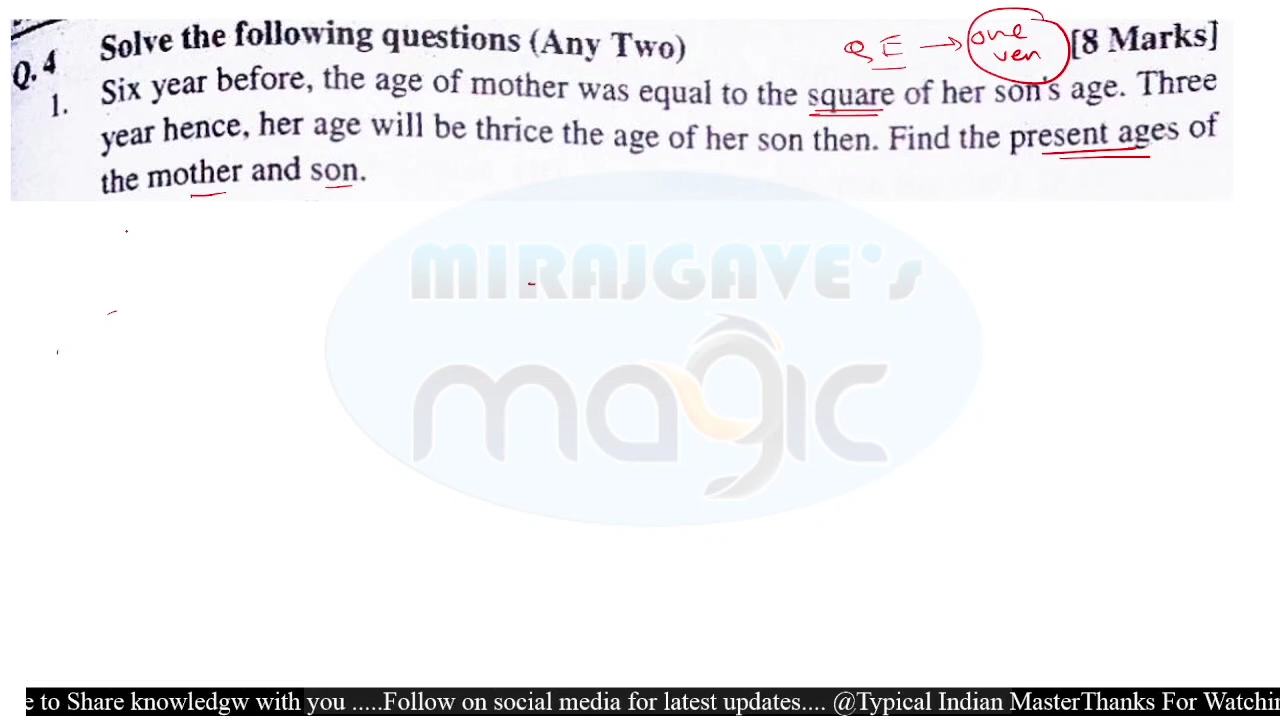 Q.4 Solve the following questions (Any Two) QE → one ven [8 Marks]
1. Six year before, the age of mother was equal to the square of her son's age. Three
year hence, her age will be thrice the age of her son then. Find the present ages of
the mother and son.
MIRAJGAVE's
magic
e to Share knowledgw with you .....Follow on social media for latest updates.... @Typical Indian MasterThanks For Watchin